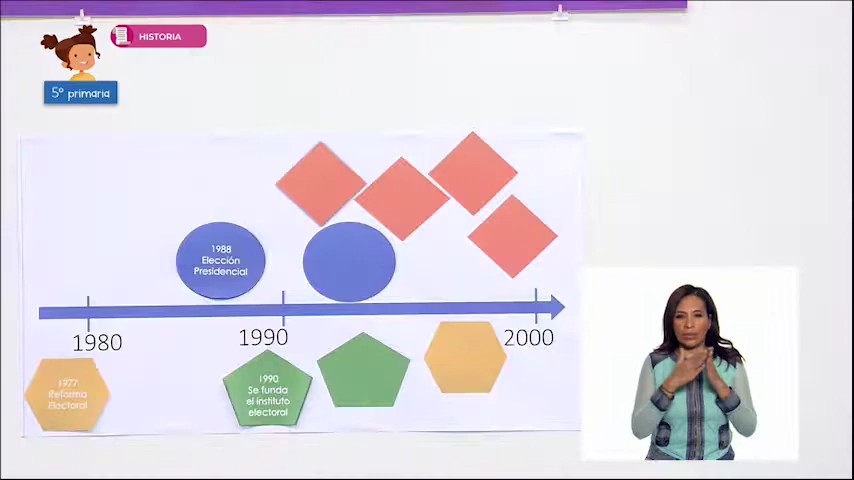 HISTORIA
5° primaria
1988
Elección
Presidencial
1980
1990
2000
1977
Reforma
Electoral
1990
Se funda
el instituto
electoral